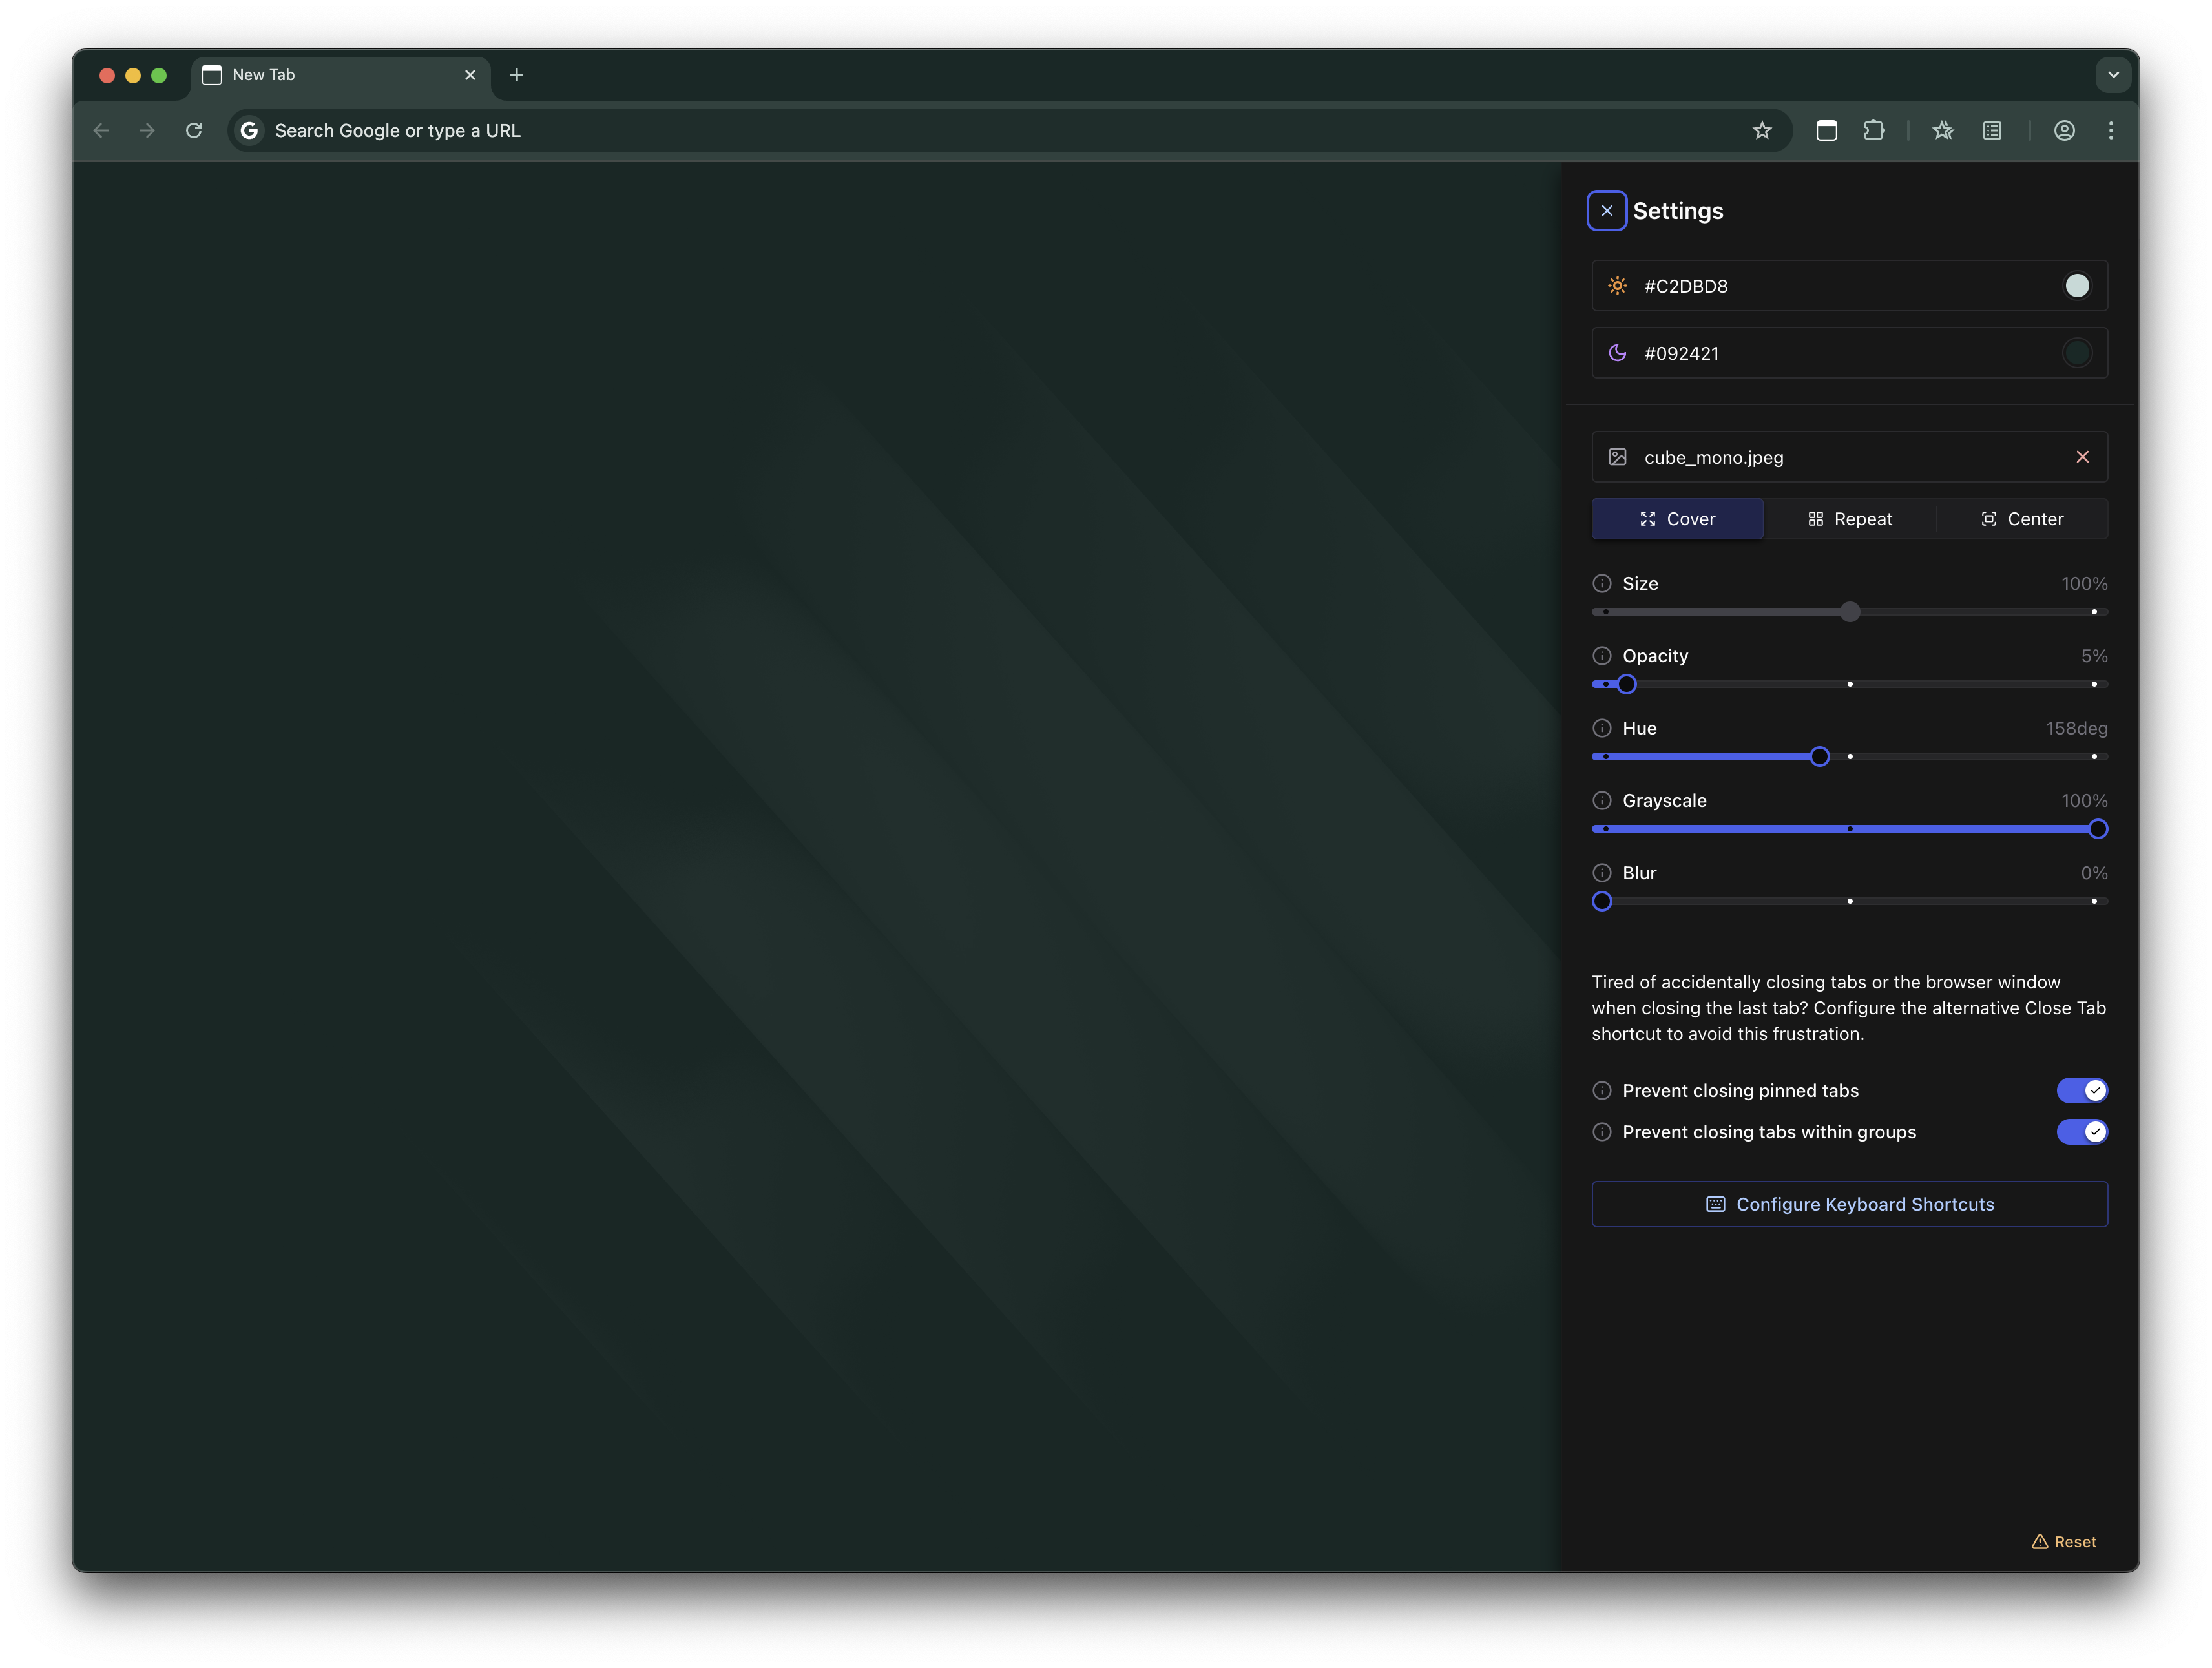 New Tab
Search Google or type a URL
Settings
#C2DBD8
#092421
cube_mono.jpeg
Cover
Repeat
Center
Size
100%
Opacity
5%
Hue
158deg
Grayscale
100%
Blur
0%
Tired of accidentally closing tabs or the browser window
when closing the last tab? Configure the alternative Close Tab
shortcut to avoid this frustration.
Prevent closing pinned tabs
Prevent closing tabs within groups
Configure Keyboard Shortcuts
Reset